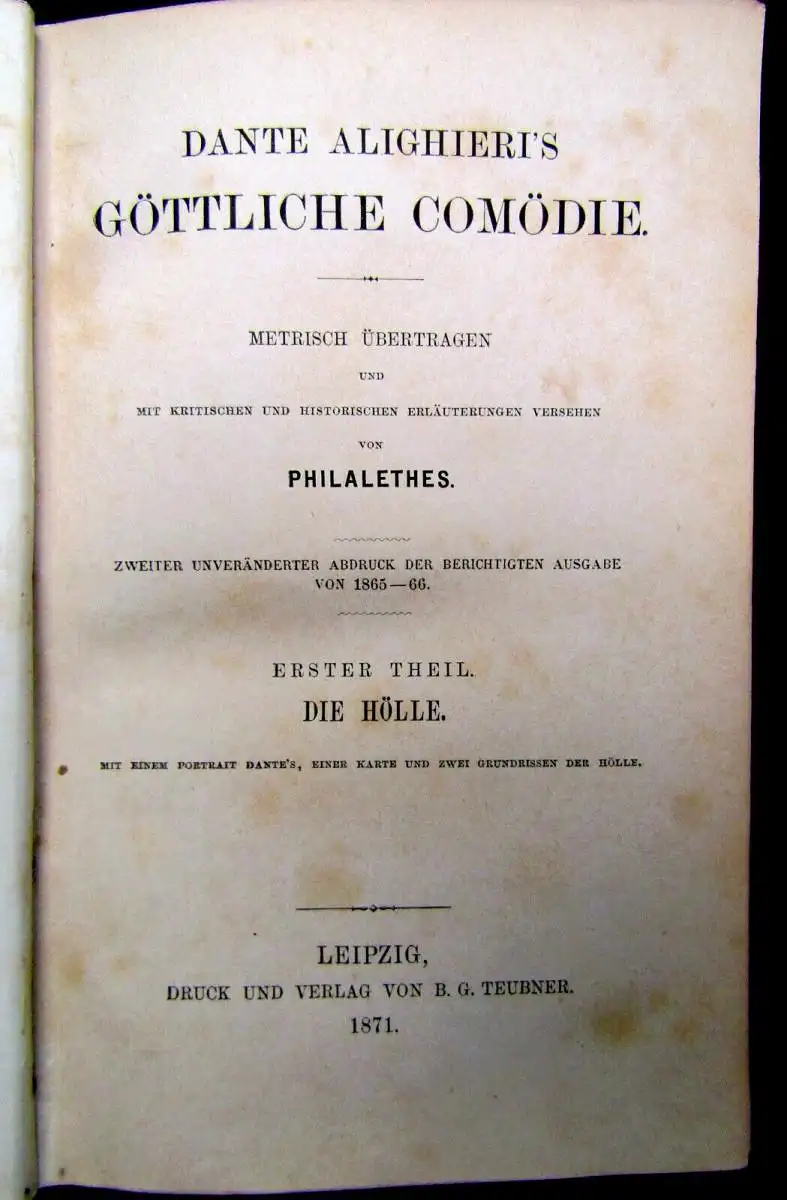 DANTE ALIGHIERI'S
GÖTTLICHE COMÖDIE.
METRISCH ÜBERTRAGEN
UND
MIT KRITISCHEN UND HISTORISCHEN ERLÄUTERUNGEN VERSEHEN
VON
PHILALETHES.
ZWEITER UNVERÄNDERTER ABDRUCK DER BERICHTIGTEN AUSGABE
VON 1865—66.
ERSTER THEIL.
DIE HÖLLE.
MIT EINEM PORTRAIT DANTE'S, EINER KARTE UND ZWEI GRUNDRISSEN DER HÖLLE.
LEIPZIG,
DRUCK UND VERLAG VON B. G. TEUBNER.
1871.